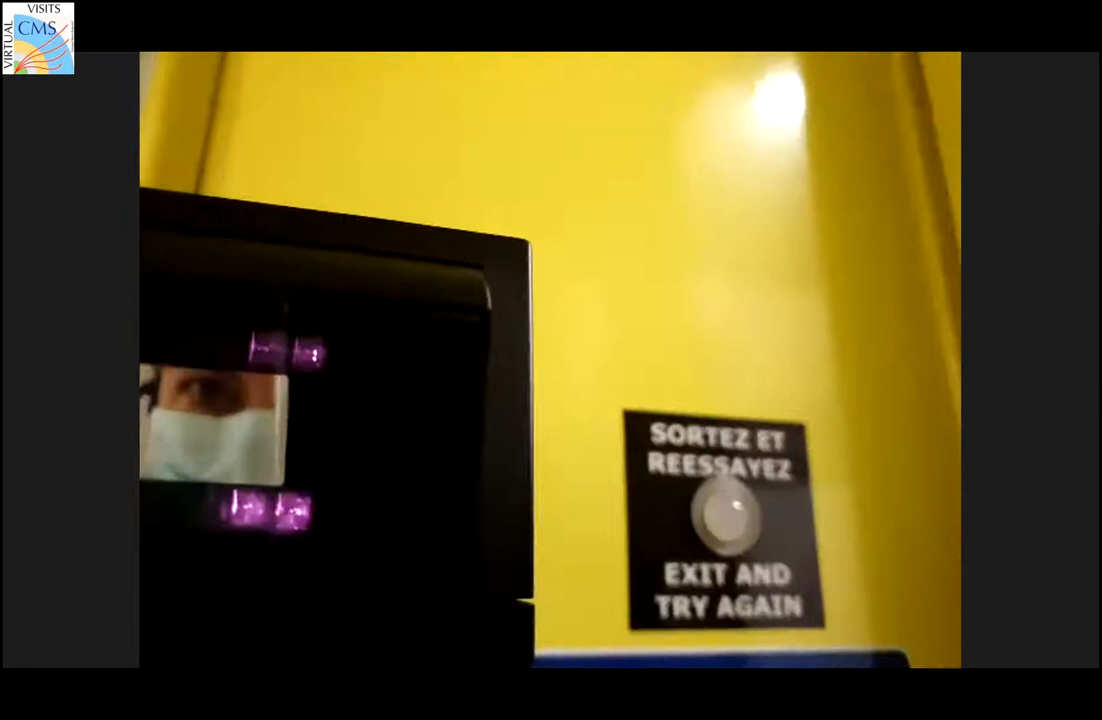 VISITS
VIRTUAL
CMS
SORTEZ ET
REESSAYEZ
EXIT AND
TRY AGAIN